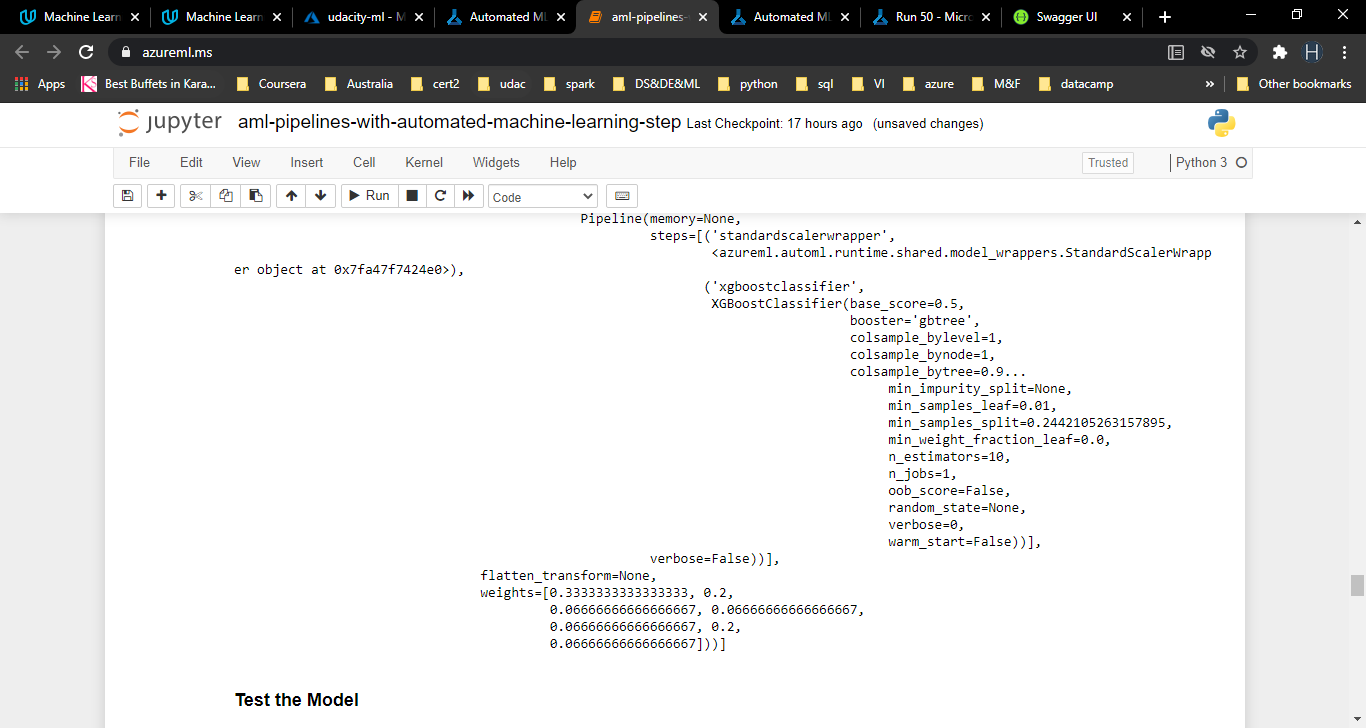 Machine Learn
Machine Learn
udacity-ml - M
Automated ML
aml-pipelines-
Automated ML
Run 50 - Micro
Swagger UI
azureml.ms
H
Apps
Best Buffets in Kara...
Coursera
Australia
cert2
udac
spark
DS&DE&ML
python
sql
VI
azure
M&F
datacamp
»
Other bookmarks
jupyter aml-pipelines-with-automated-machine-learning-step Last Checkpoint: 17 hours ago (unsaved changes)
File Edit View Insert Cell Kernel Widgets Help Trusted Python 3
Run Code
Pipeline(memory=None,
steps=[('standardscalerwrapper',
<azureml.automl.runtime.shared.model_wrappers.StandardScalerWrapp
er object at 0x7fa47f7424e0>),
('xgboostclassifier',
XGBoostClassifier(base_score=0.5,
booster='gbtree',
colsample_bylevel=1,
colsample_bynode=1,
colsample_bytree=0.9...
min_impurity_split=None,
min_samples_leaf=0.01,
min_samples_split=0.2442105263157895,
min_weight_fraction_leaf=0.0,
n_estimators=10,
n_jobs=1,
oob_score=False,
random_state=None,
verbose=0,
warm_start=False))],
verbose=False))],
flatten_transform=None,
weights=[0.3333333333333333, 0.2,
0.06666666666666667, 0.06666666666666667,
0.06666666666666667, 0.2,
0.06666666666666667]))]
Test the Model